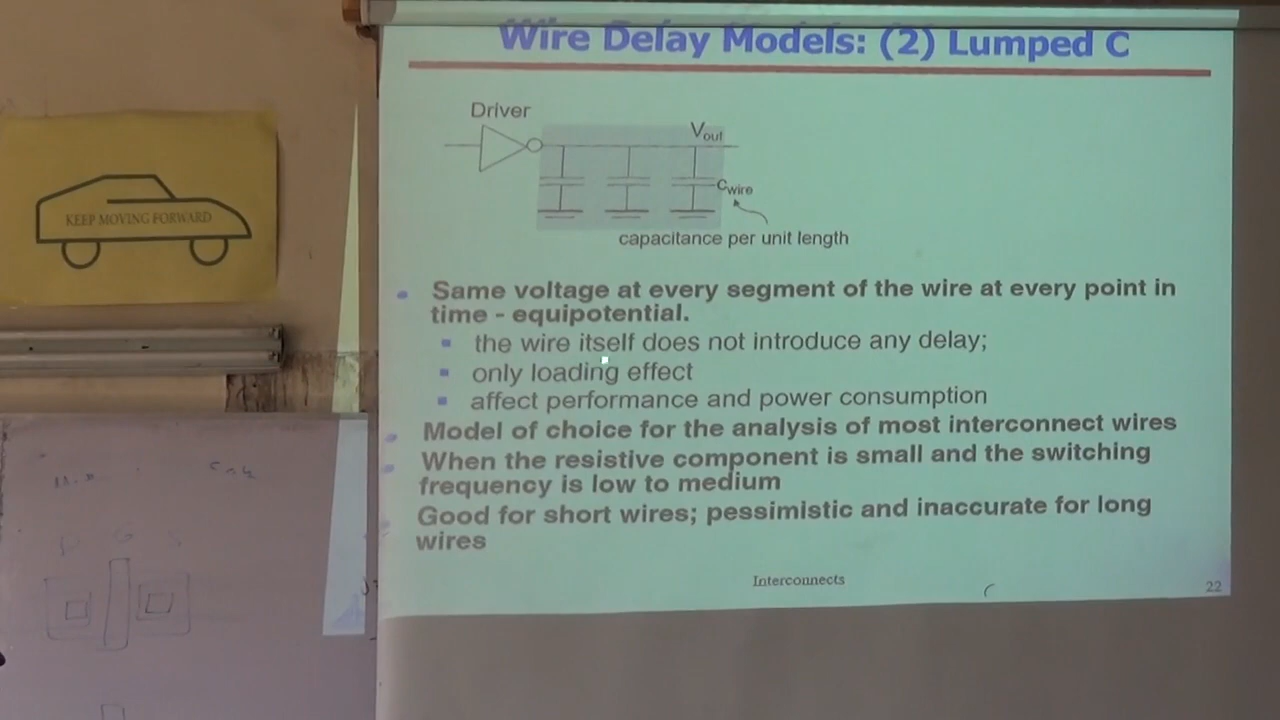 Wire Delay Models: (2) Lumped C
Driver
Vout
cwire
capacitance per unit length
KEEP MOVING FORWARD
Same voltage at every segment of the wire at every point in
time - equipotential.
the wire itself does not introduce any delay;
only loading effect
affect performance and power consumption
Model of choice for the analysis of most interconnect wires
When the resistive component is small and the switching
frequency is low to medium
Good for short wires; pessimistic and inaccurate for long
wires
Interconnects
22
D G S